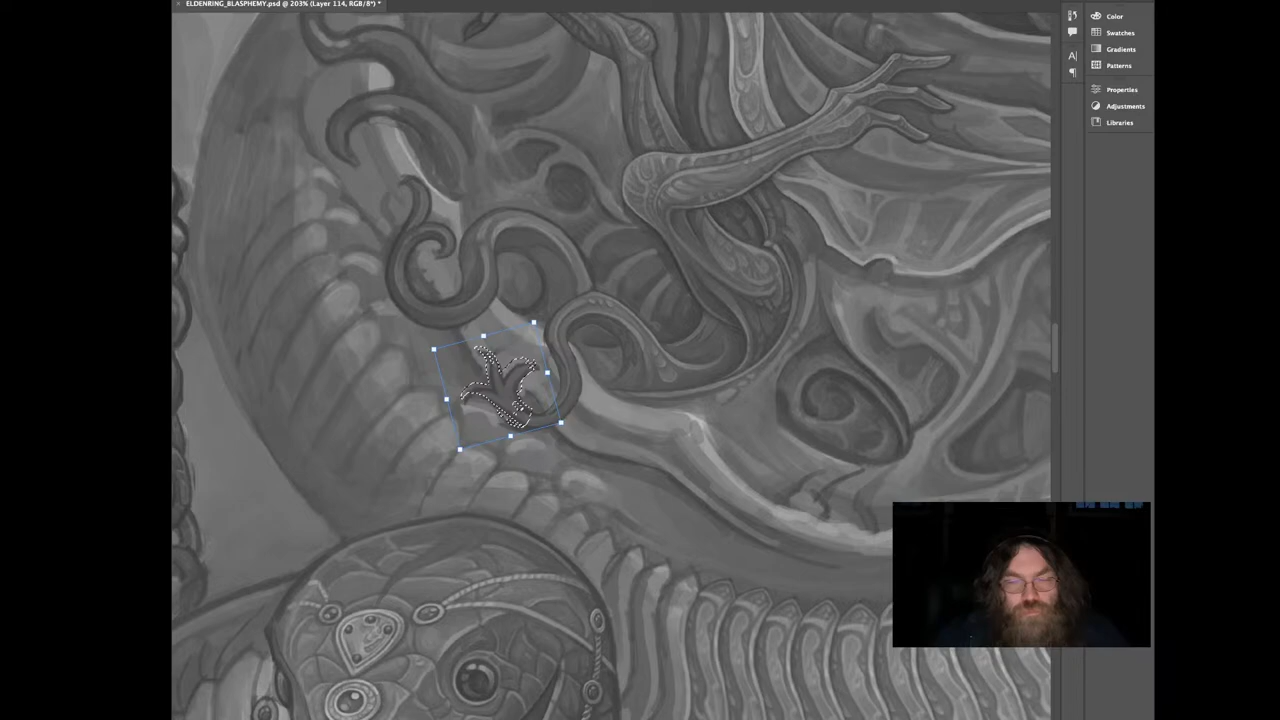 ELDENRING_BLASPHEMY.psd @ 203% (Layer 114, RGB/8*) *
Color
Swatches
Gradients
Patterns
Properties
Adjustments
Libraries